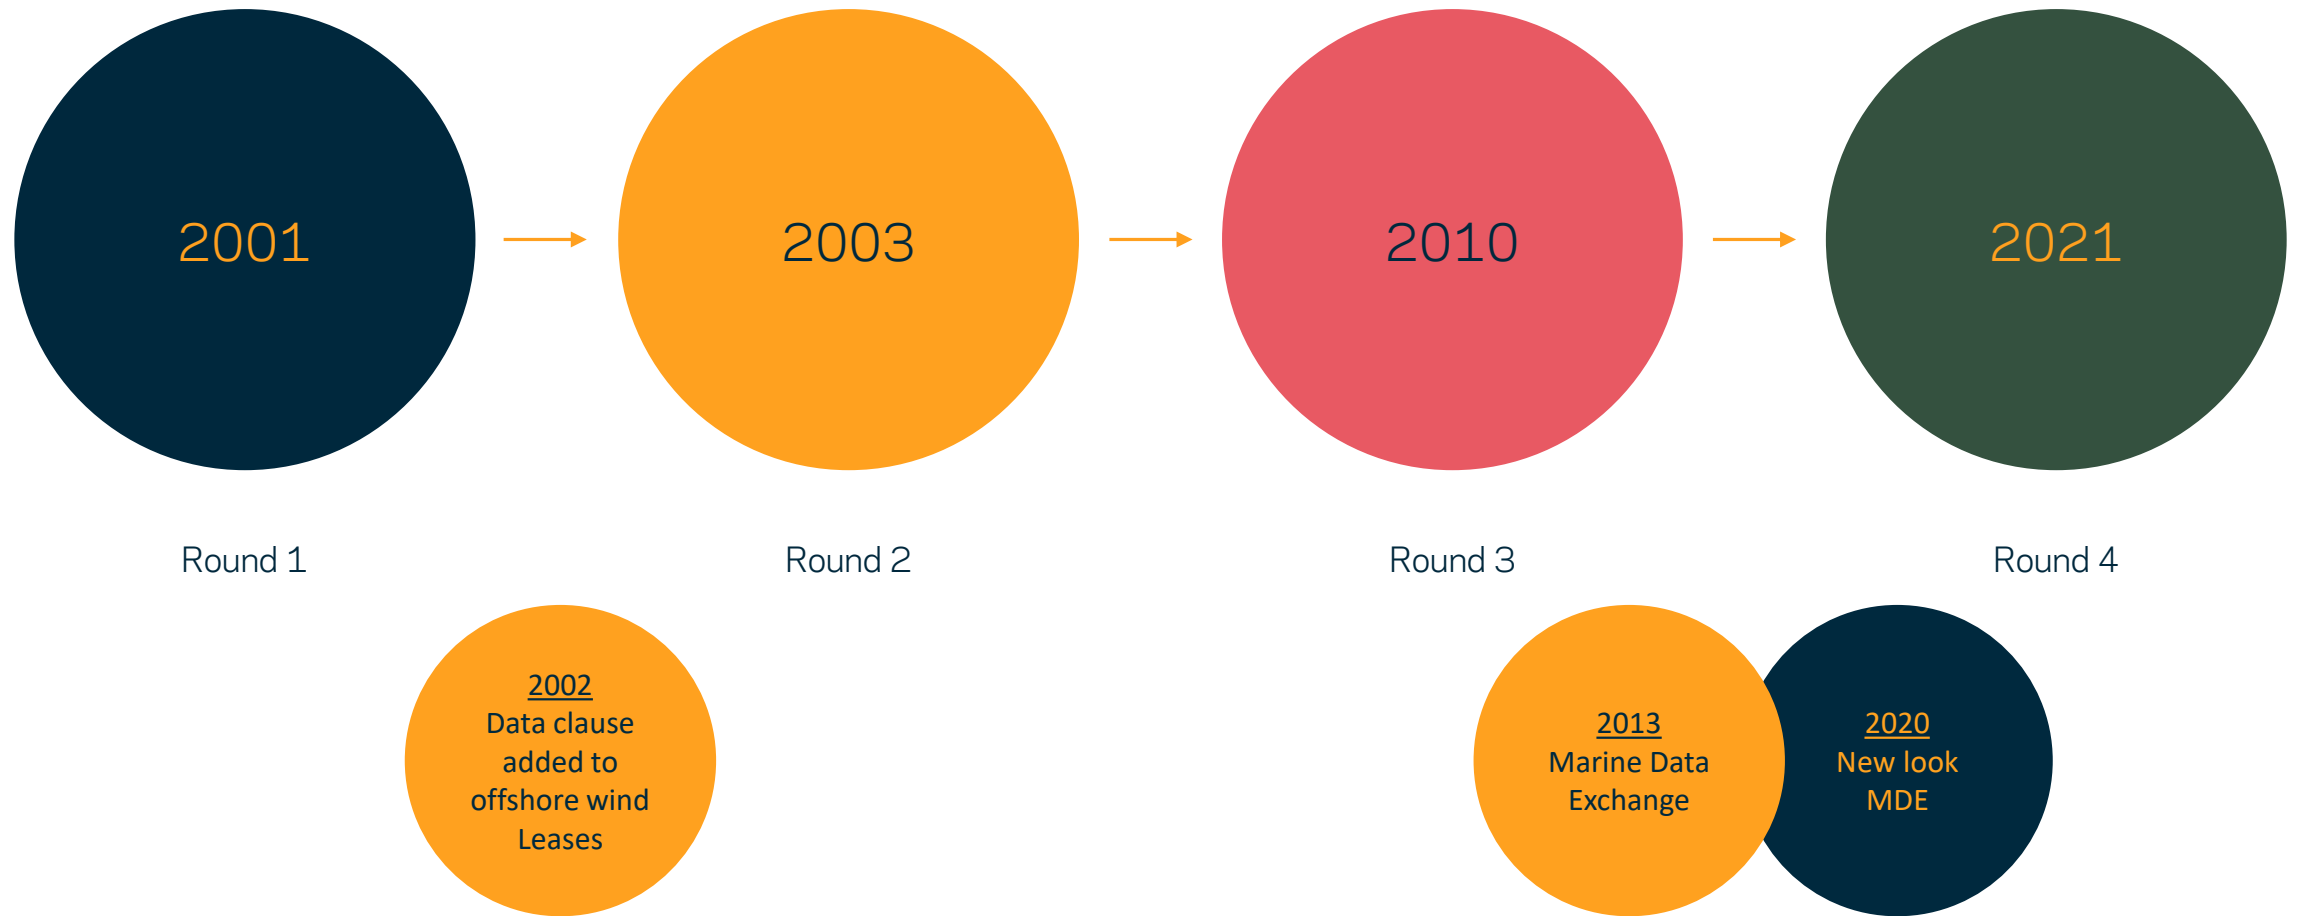 2001
2003
2010
2021
Round 1
Round 2
Round 3
Round 4
2002
Data clause
added to
offshore wind
Leases
2013
Marine Data
Exchange
2020
New look
MDE